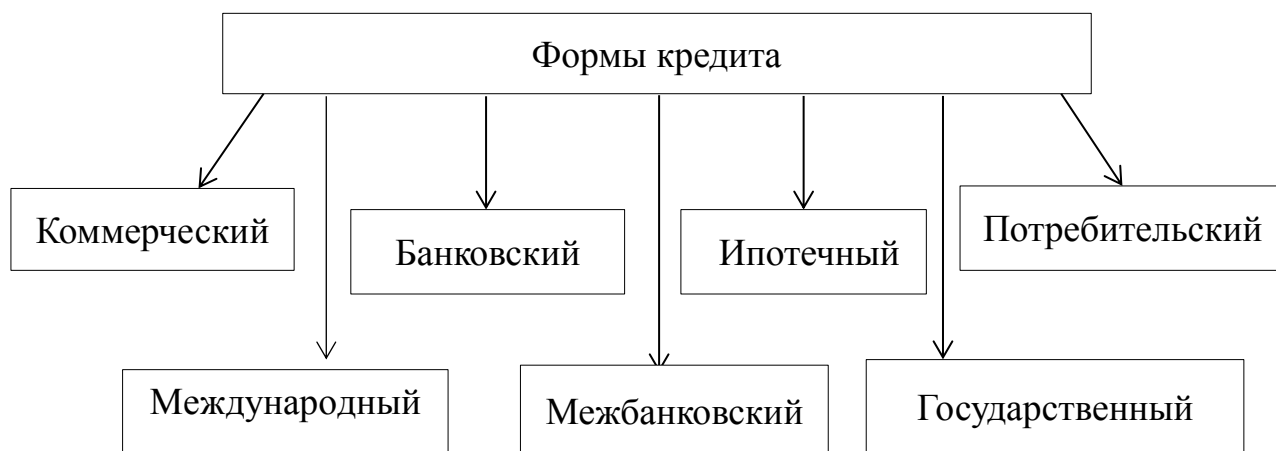 Формы кредита
Коммерческий
Банковский
Ипотечный
Потребительский
Международный
Межбанковский
Государственный